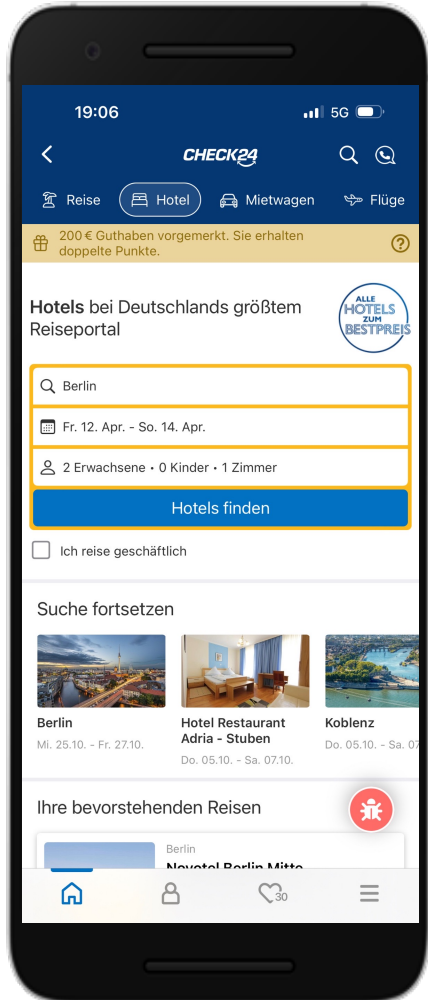 19:06
5G
CHECK24
Reise
Hotel
Mietwagen
Flüge
200 € Guthaben vorgemerkt. Sie erhalten
doppelte Punkte.
Hotels bei Deutschlands größtem
Reiseportal
ALLE
HOTELS
ZUM
BESTPREIS
Berlin
Fr. 12. Apr. - So. 14. Apr.
2 Erwachsene • 0 Kinder • 1 Zimmer
Hotels finden
Ich reise geschäftlich
Suche fortsetzen
Berlin
Mi. 25.10. - Fr. 27.10.
Hotel Restaurant
Adria - Stuben
Do. 05.10. - Sa. 07.10.
Koblenz
Do. 05.10. - Sa. 07
Ihre bevorstehenden Reisen
Berlin
Novotel Berlin Mitte
30